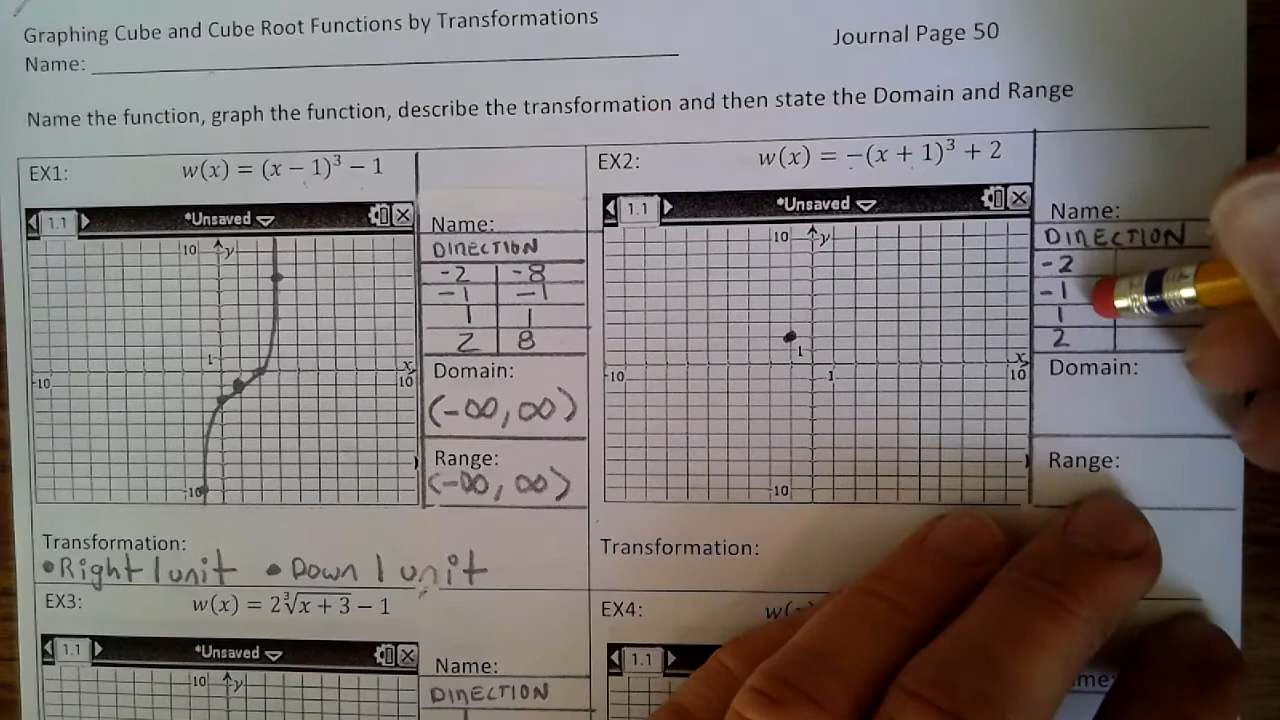 Graphing Cube and Cube Root Functions by Transformations
Journal Page 50
Name:
Name the function, graph the function, describe the transformation and then state the Domain and Range
EX1: w(x) = (x − 1)³ − 1
1.1 *Unsaved
10 y
1
-10 x 10
-10
Name:
DIRECTION
-2 -8
-1 -1
1 1
2 8
Domain:
(-∞, ∞)
Range:
(-∞, ∞)
Transformation:
•Right 1 unit •Down 1 unit
EX2: w(x) = −(x + 1)³ + 2
1.1 *Unsaved
10 y
1
-10 1 x 10
-10
Name:
DIRECTION
-2
-1
1
2
Domain:
Range:
Transformation:
EX3: w(x) = 2∛x + 3 − 1
1.1 *Unsaved
10 y
Name:
DIRECTION
EX4:
1.1